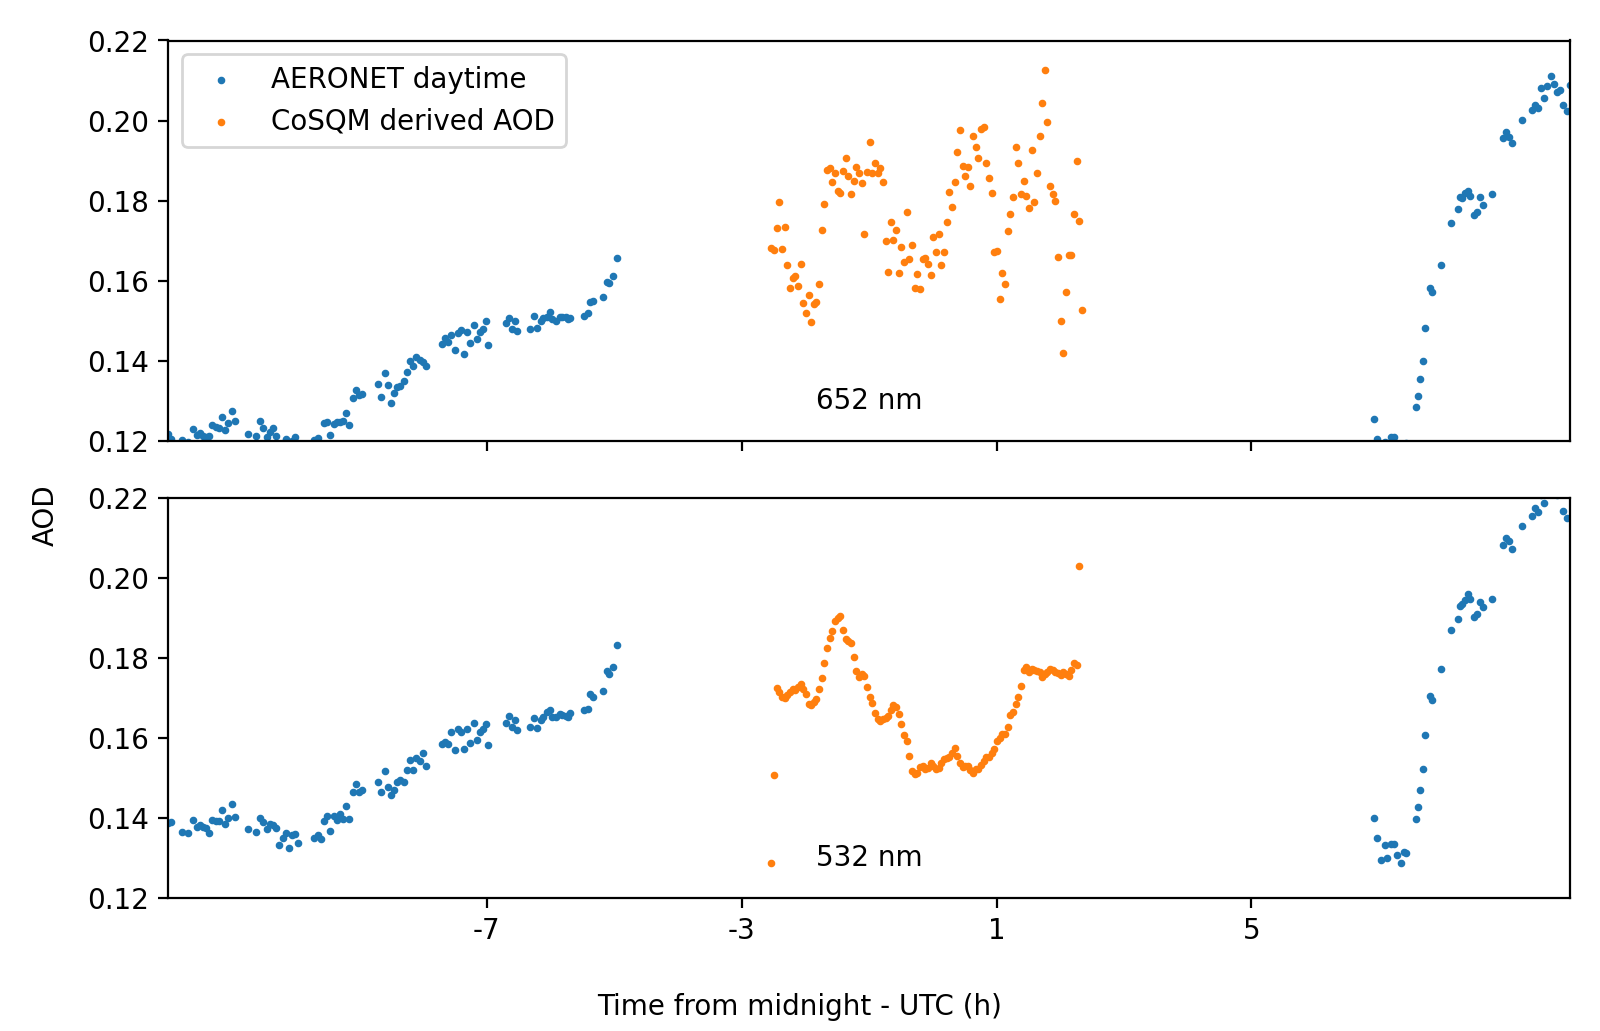 0.22
0.20
0.18
0.16
0.14
0.12
AERONET daytime
CoSQM derived AOD
652 nm
AOD
0.22
0.20
0.18
0.16
0.14
0.12
532 nm
-7 -3 1 5
Time from midnight - UTC (h)